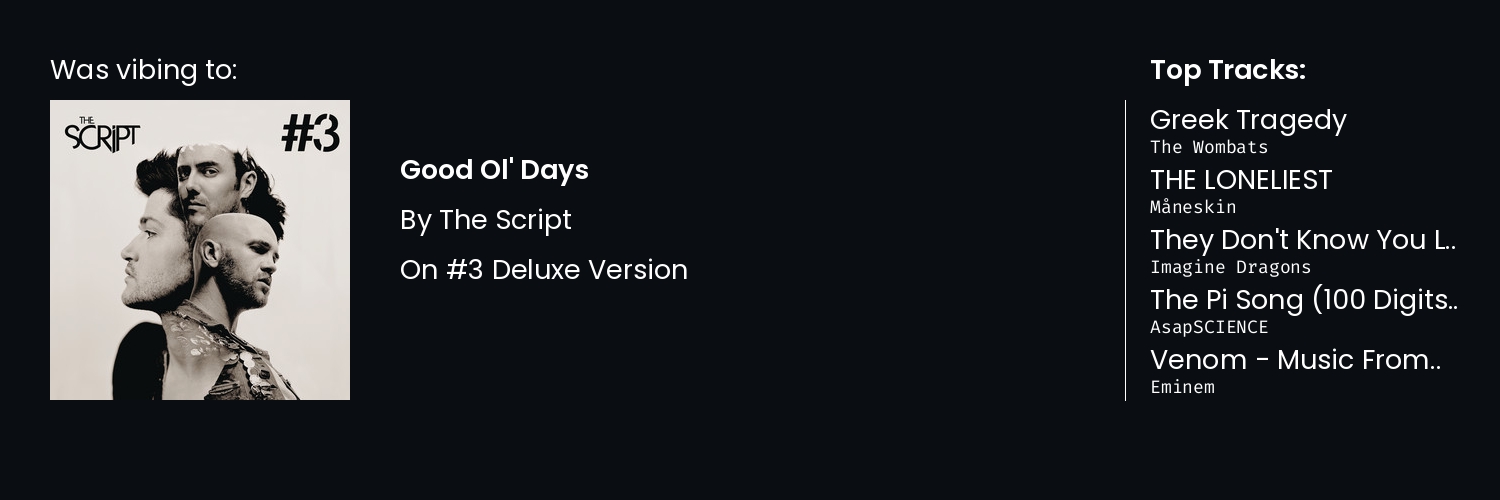 Was vibing to:
THE
SCRIPT
#3
Good Ol' Days
By The Script
On #3 Deluxe Version
Top Tracks:
Greek Tragedy
The Wombats
THE LONELIEST
Måneskin
They Don't Know You L..
Imagine Dragons
The Pi Song (100 Digits..
AsapSCIENCE
Venom - Music From..
Eminem